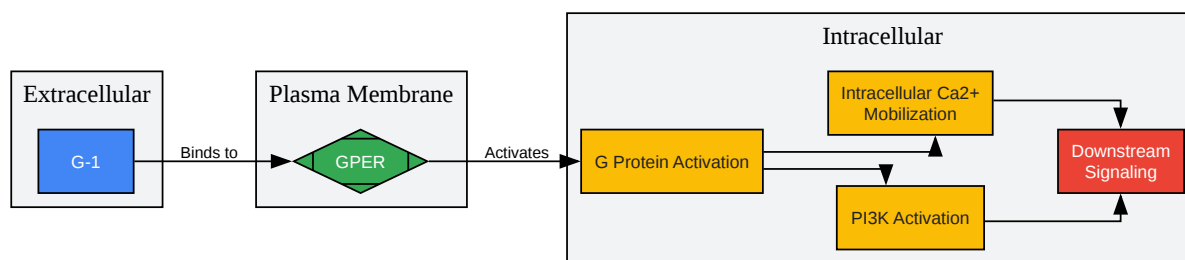 Extracellular
G-1
Binds to
Plasma Membrane
GPER
Activates
Intracellular
G Protein Activation
Intracellular Ca2+
Mobilization
PI3K Activation
Downstream
Signaling